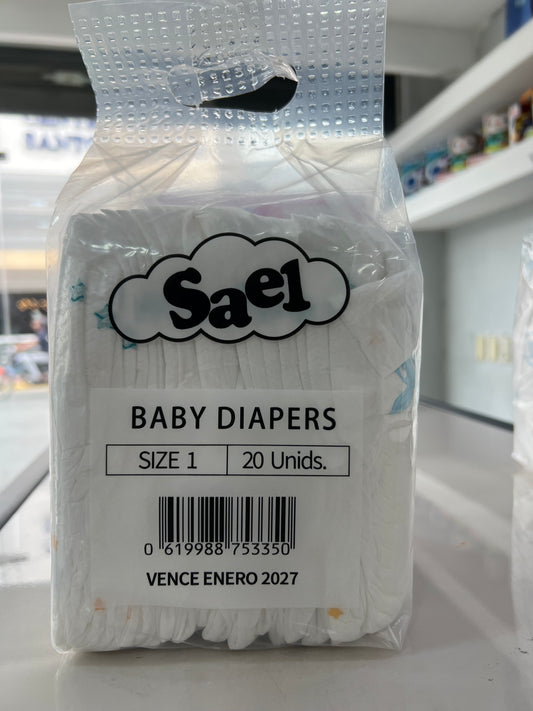 Sael
BABY DIAPERS
SIZE 1 20 Unids.
0 619988 753350
VENCE ENERO 2027